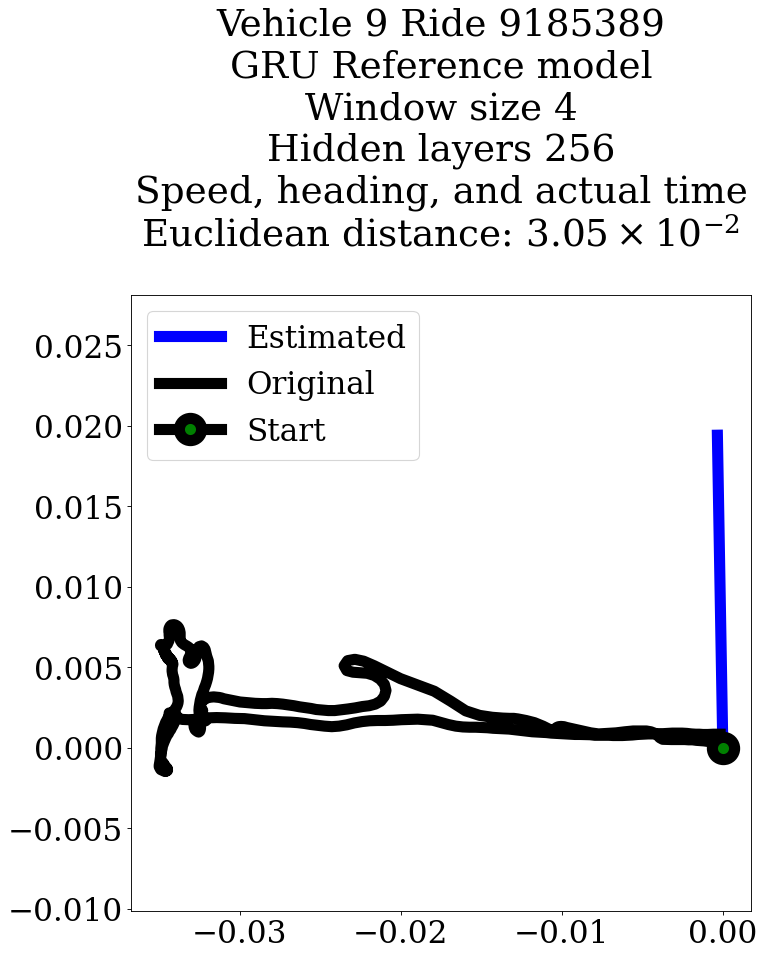 Vehicle 9 Ride 9185389
GRU Reference model
Window size 4
Hidden layers 256
Speed, heading, and actual time
Euclidean distance: 3.05 × 10⁻²
Estimated
Original
Start
0.025
0.020
0.015
0.010
0.005
0.000
−0.005
−0.010
−0.03 −0.02 −0.01 0.00